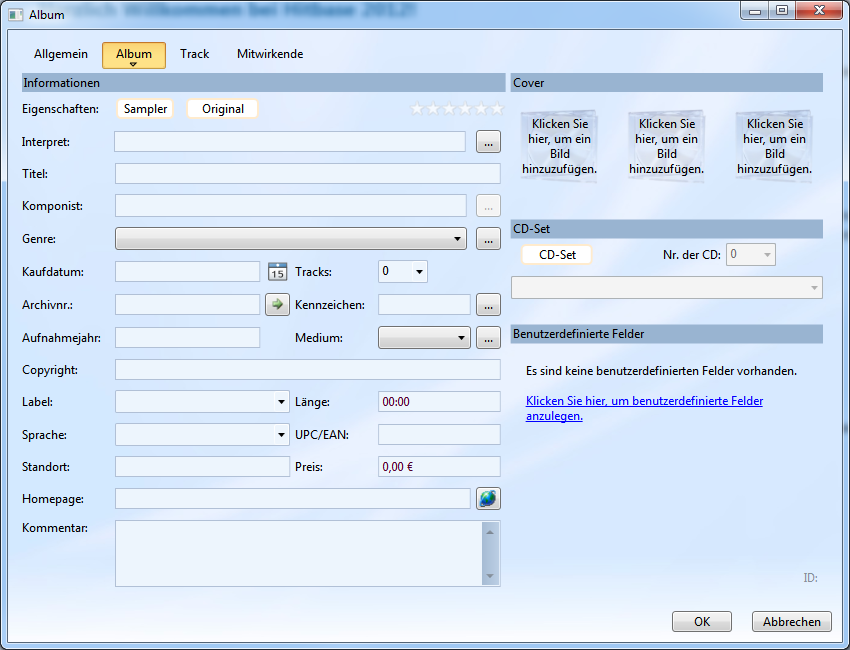 Herzlich Willkommen bei Hitbase 2012!
Album
Allgemein Album Track Mitwirkende
Informationen
Eigenschaften: Sampler Original
Interpret: ...
Titel:
Komponist: ...
Genre: ...
Kaufdatum: 15 Tracks: 0
Archivnr.: Kennzeichen: ...
Aufnahmejahr: Medium: ...
Copyright:
Label: Länge: 00:00
Sprache: UPC/EAN:
Standort: Preis: 0,00 €
Homepage:
Kommentar:
Cover
Klicken Sie
hier, um ein
Bild
hinzuzufügen.
Klicken Sie
hier, um ein
Bild
hinzuzufügen.
Klicken Sie
hier, um ein
Bild
hinzuzufügen.
CD-Set
CD-Set Nr. der CD: 0
Benutzerdefinierte Felder
Es sind keine benutzerdefinierten Felder vorhanden.
Klicken Sie hier, um benutzerdefinierte Felder
anzulegen.
ID:
OK Abbrechen